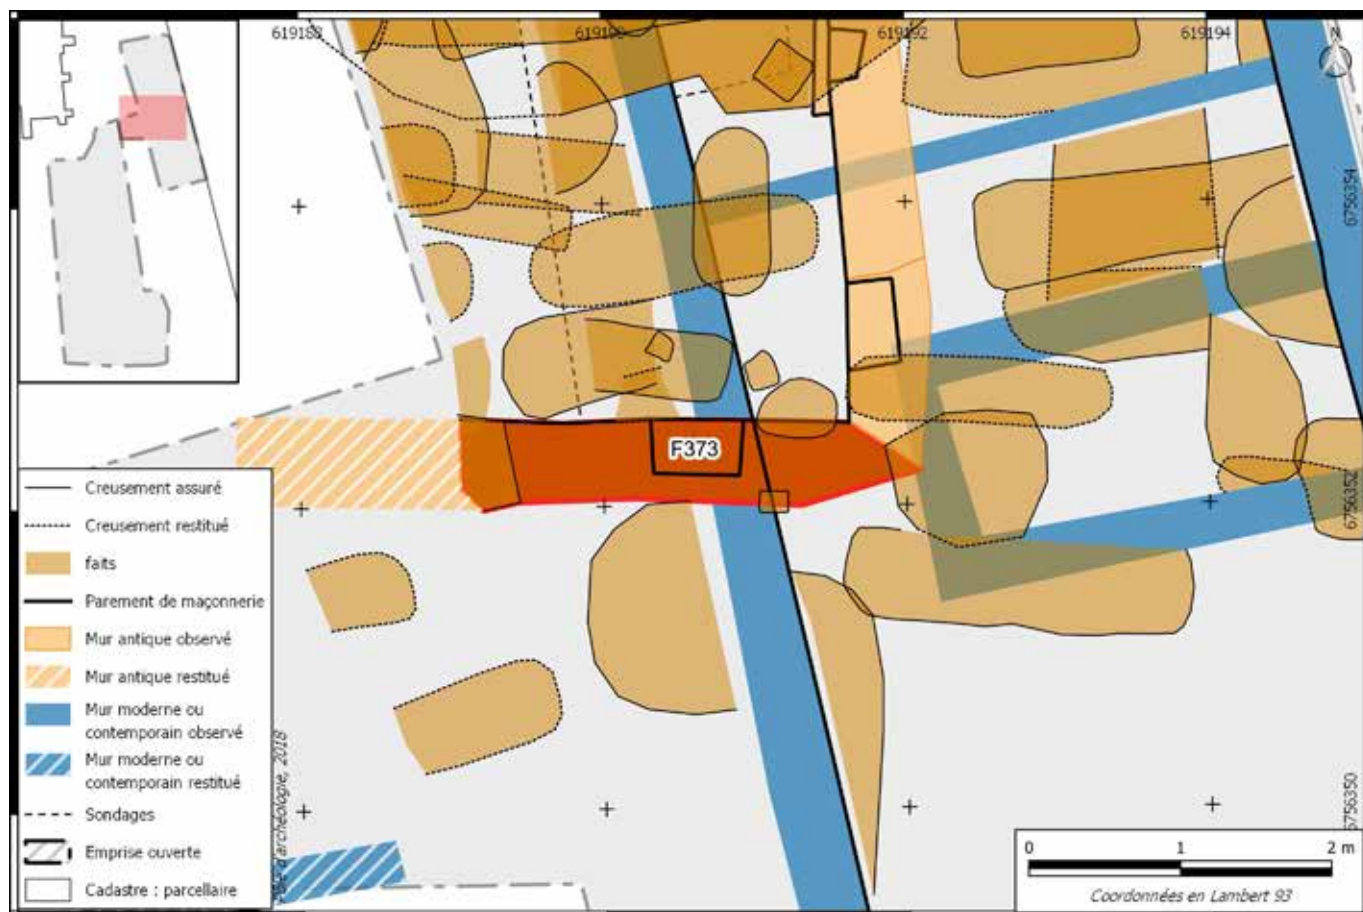 619188 619190 619192 619194
N
6756354
F373
6756352
6756350
Creusement assuré
Creusement restitué
faits
Parement de maçonnerie
Mur antique observé
Mur antique restitué
Mur moderne ou
contemporain observé
Mur moderne ou
contemporain restitué
Sondages
Emprise ouverte
Cadastre : parcellaire
d'archéologie, 2018
0 1 2 m
Coordonnées en Lambert 93